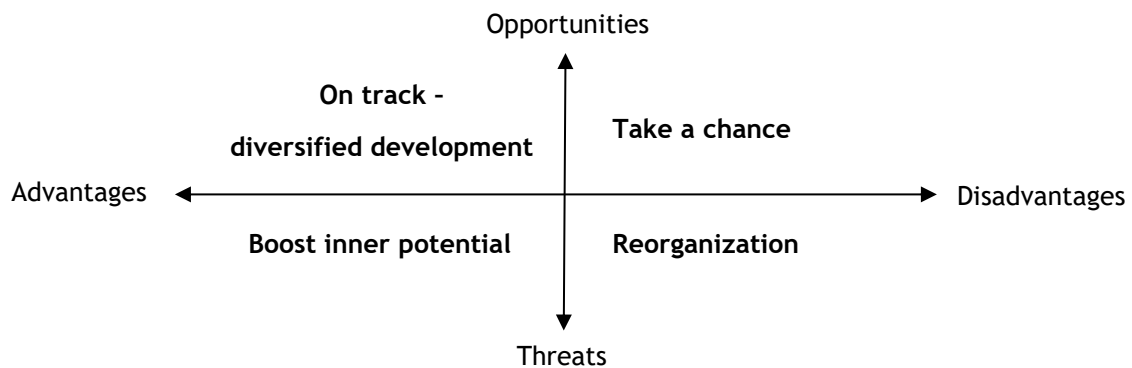 Opportunities
On track –
diversified development
Take a chance
Advantages
Disadvantages
Boost inner potential
Reorganization
Threats